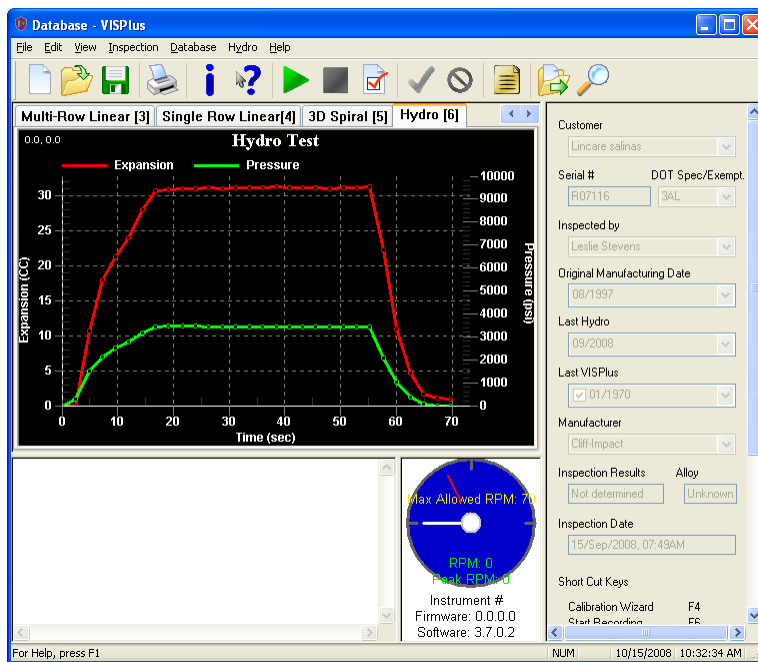 Database - VISPlus
File Edit View Inspection Database Hydro Help
Multi-Row Linear [3] Single Row Linear[4] 3D Spiral [5] Hydro [6]
0.0, 0.0
Hydro Test
Expansion Pressure
Expansion (CC)
30
25
20
15
10
5
0
10000
9000
8000
7000
6000
5000
4000
3000
2000
1000
0
Pressure (psi)
0 10 20 30 40 50 60 70
Time (sec)
Max Allowed RPM: 70
RPM: 0
Peak RPM: 0
Instrument #
Firmware: 0.0.0.0
Software: 3.7.0.2
Customer
Lincare salinas
Serial # DOT Spec/Exempt.
R07116 3AL
Inspected by
Leslie Stevens
Original Manufacturing Date
08/1997
Last Hydro
09/2008
Last VISPlus
01/1970
Manufacturer
Cliff-Impact
Inspection Results Alloy
Not determined Unknown
Inspection Date
15/Sep/2008, 07:49AM
Short Cut Keys
Calibration Wizard F4
Start Recording
For Help, press F1
NUM 10/15/2008 10:32:34 AM